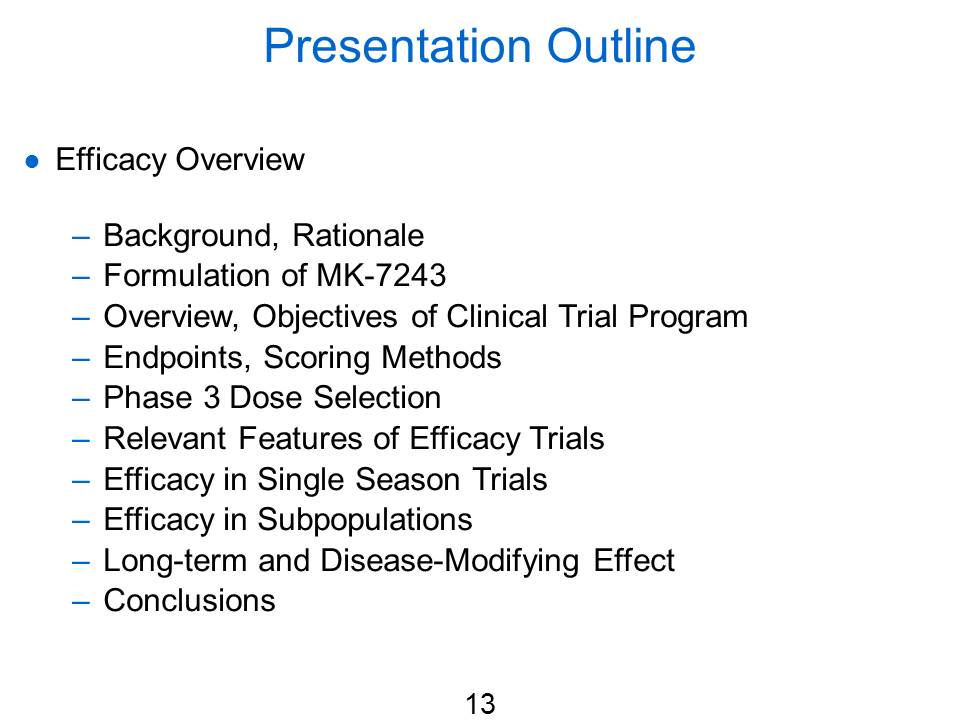 Presentation Outline
● Efficacy Overview
– Background, Rationale
– Formulation of MK-7243
– Overview, Objectives of Clinical Trial Program
– Endpoints, Scoring Methods
– Phase 3 Dose Selection
– Relevant Features of Efficacy Trials
– Efficacy in Single Season Trials
– Efficacy in Subpopulations
– Long-term and Disease-Modifying Effect
– Conclusions
13